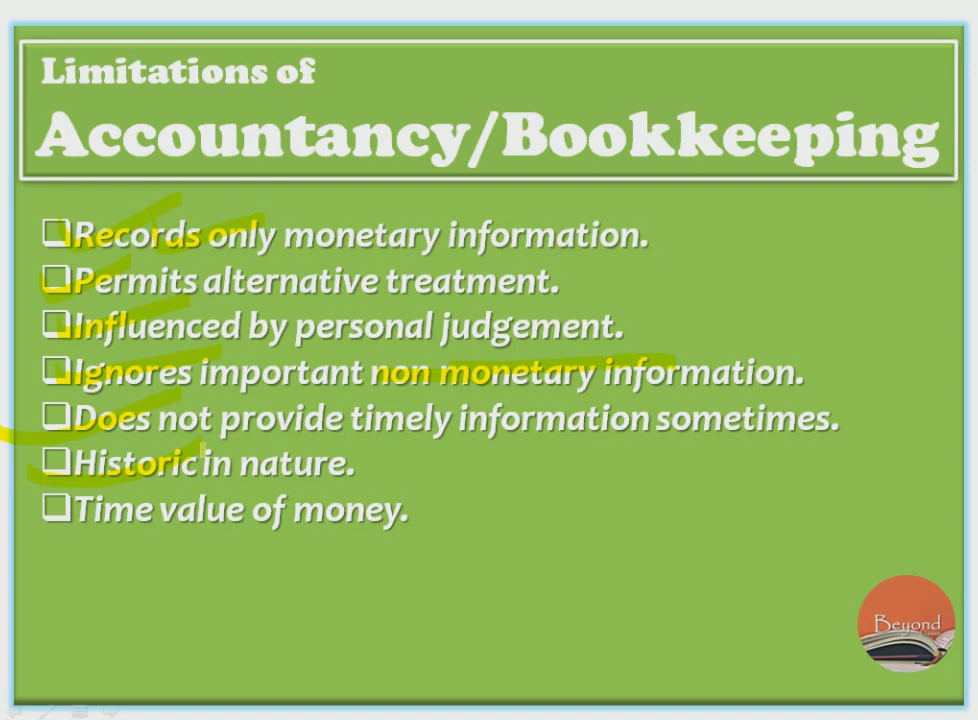 Limitations of
Accountancy/Bookkeeping
Records only monetary information.
Permits alternative treatment.
Influenced by personal judgement.
Ignores important non monetary information.
Does not provide timely information sometimes.
Historic in nature.
Time value of money.
Beyond